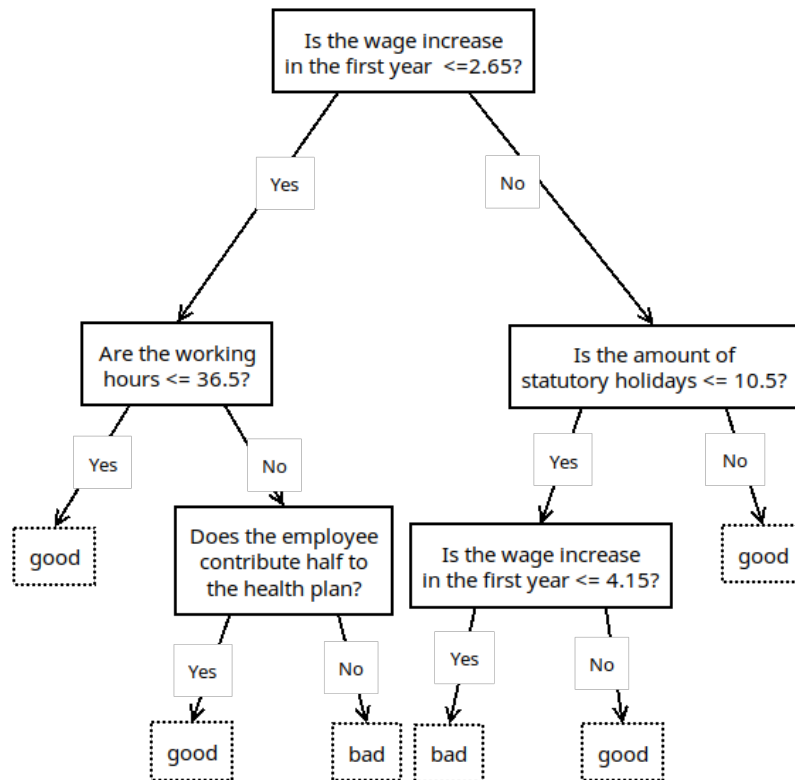 Is the wage increase
in the first year <=2.65?
Yes
No
Are the working
hours <= 36.5?
Is the amount of
statutory holidays <= 10.5?
Yes
No
Yes
No
good
Does the employee
contribute half to
the health plan?
Is the wage increase
in the first year <= 4.15?
good
Yes
No
Yes
No
good
bad
bad
good